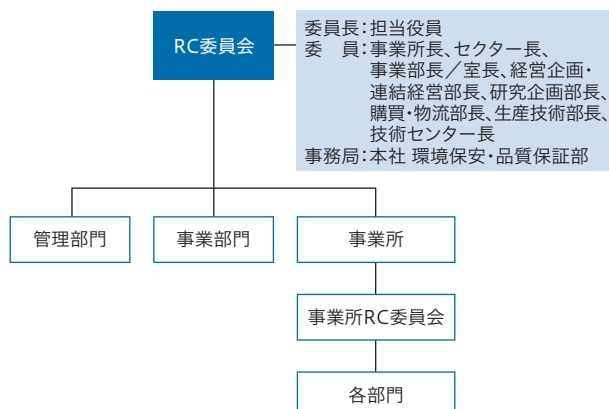 RC委員会
委員長：担当役員
委　員：事業所長、セクター長、
事業部長／室長、経営企画・
連結経営部長、研究企画部長、
購買・物流部長、生産技術部長、
技術センター長
事務局：本社 環境保安・品質保証部
管理部門
事業部門
事業所
事業所RC委員会
各部門